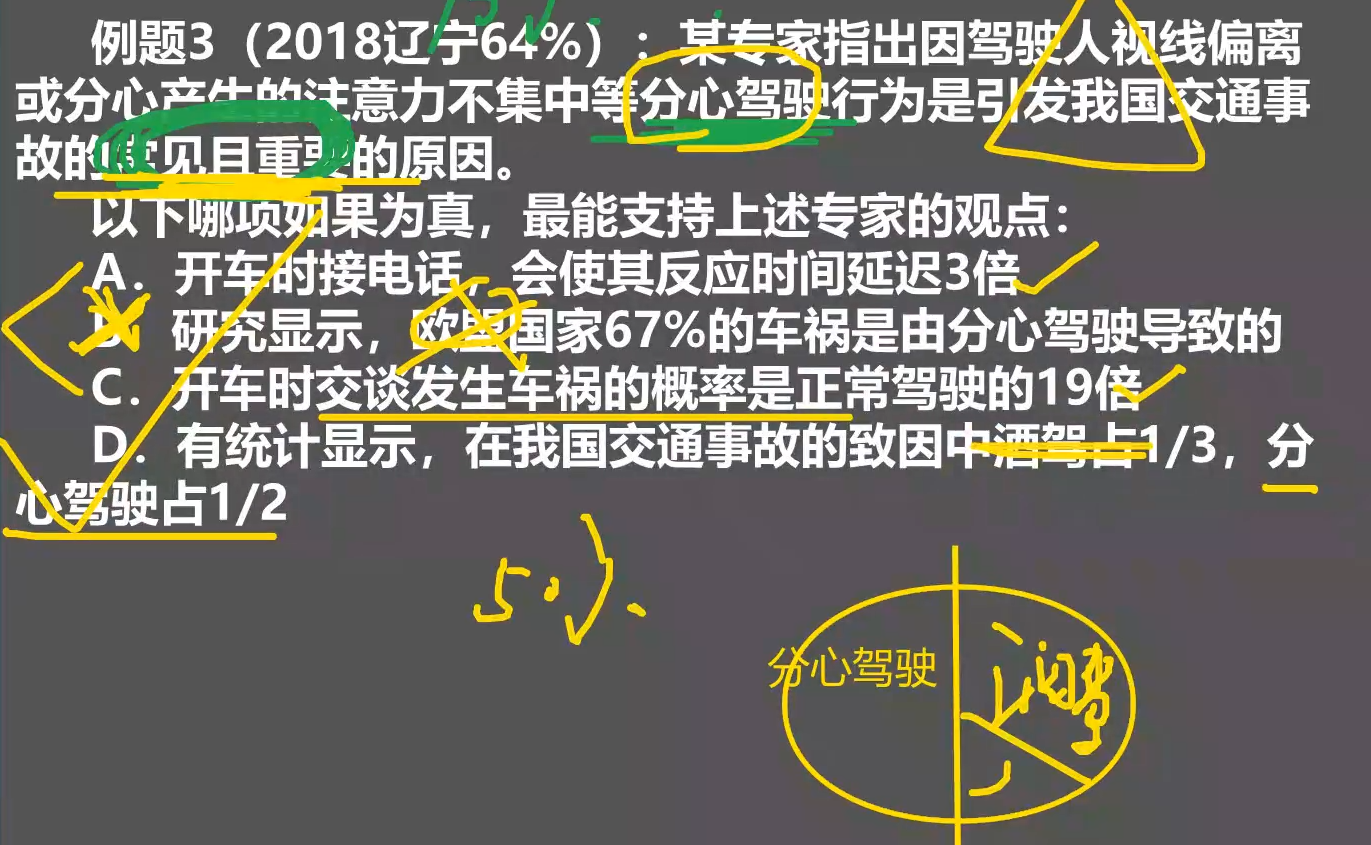 例题3（2018辽宁64%）：某专家指出因驾驶人视线偏离
或分心产生的注意力不集中等分心驾驶行为是引发我国交通事
故的常见且重要的原因。
以下哪项如果为真，最能支持上述专家的观点：
A．开车时接电话，会使其反应时间延迟3倍
B．研究显示，欧盟国家67%的车祸是由分心驾驶导致的
C．开车时交谈发生车祸的概率是正常驾驶的19倍
D．有统计显示，在我国交通事故的致因中酒驾占1/3，分
心驾驶占1/2
50%
分心驾驶
酒驾